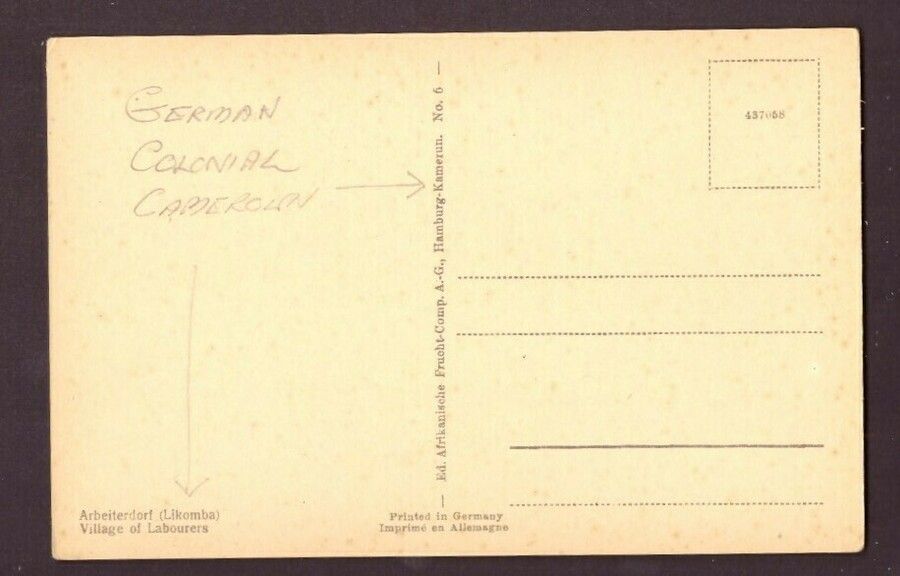 GERMAN
COLONIAL
CAMEROUN
Ed. Afrikanische Frucht-Comp. A.-G., Hamburg-Kamerun. No. 6
437058
Arbeiterdorf (Likomba)
Village of Labourers
Printed in Germany
Imprimé en Allemagne